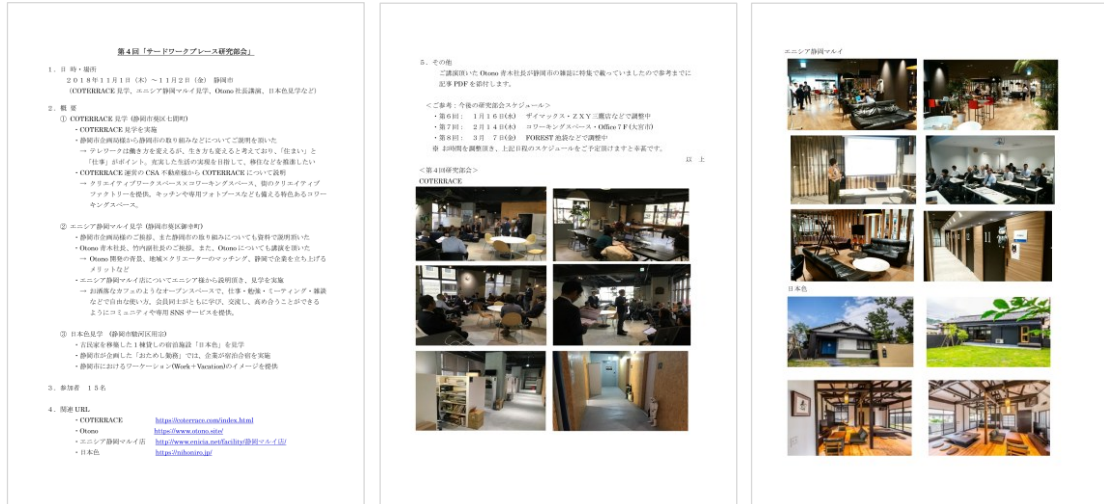 第4回「サードワークプレース研究部会」
1．日 時・場所
2018年11月1日（木）～11月2日（金） 静岡市
（COTERRACE 見学、エニシア静岡マルイ見学、Otono 社長講演、日本色見学など）
2．概 要
① COTERRACE 見学（静岡市葵区七間町）
・COTERRACE 見学を実施
・静岡市企画局様から静岡市の取り組みなどについてご説明を頂いた
→ テレワークは働き方を変えるが、生き方も変えると考えており、「住まい」と
「仕事」がポイント。充実した生活の実現を目指して、移住などを推進したい
・COTERRACE 運営の CSA 不動産様から COTERRACE について説明
→ クリエイティブワークスペース×コワーキングスペース、街のクリエイティブ
ファクトリーを提供。キッチンや専用フォトブースなども備える特色あるコワー
キングスペース。
② エニシア静岡マルイ見学（静岡市葵区御幸町）
・静岡市企画局様のご挨拶、また静岡市の取り組みについても資料で説明頂いた
・Otono 青木社長、竹内副社長のご挨拶、また、Otono についても講演を頂いた
→ Otono 開発の背景、地域×クリエーターのマッチング、静岡で企業を立ち上げる
メリットなど
・エニシア静岡マルイ店についてエニシア様から説明頂き、見学を実施
→ お洒落なカフェのようなオープンスペースで、仕事・勉強・ミーティング・雑談
などで自由な使い方。会員同士がともに学び、交流し、高め合うことができる
ようにコミュニティや専用 SNS サービスを提供。
③ 日本色見学 （静岡市駿河区用宗）
・古民家を移築した1棟貸しの宿泊施設「日本色」を見学
・静岡市が企画した「おためし勤務」では、企業が宿泊合宿を実施
・静岡市におけるワーケーション(Work＋Vacation)のイメージを提供
3．参加者 15名
4．関連 URL
・COTERRACE https://coterrace.com/index.html
・Otono https://www.otono.site/
・エニシア静岡マルイ店 http://www.enicia.net/facility/静岡マルイ店/
・日本色 https://nihoniro.jp/
5．その他
ご講演頂いた Otono 青木社長が静岡市の雑誌に特集で載っていましたので参考までに
記事 PDF を添付します。
＜ご参考：今後の研究部会スケジュール＞
・第6回： 1月16日(水) ザイマックス・ZXY 三鷹店などで調整中
・第7回： 2月14日(木) コワーキングスペース・Office 7 F (大宮市)
・第8回： 3月 7日(金) FOREST 池袋などで調整中
※ お時間を調整頂き、上記日程のスケジュールをご予定頂けますと幸甚です。
以 上
＜第4回研究部会＞
COTERRACE
エニシア静岡マルイ
日本色